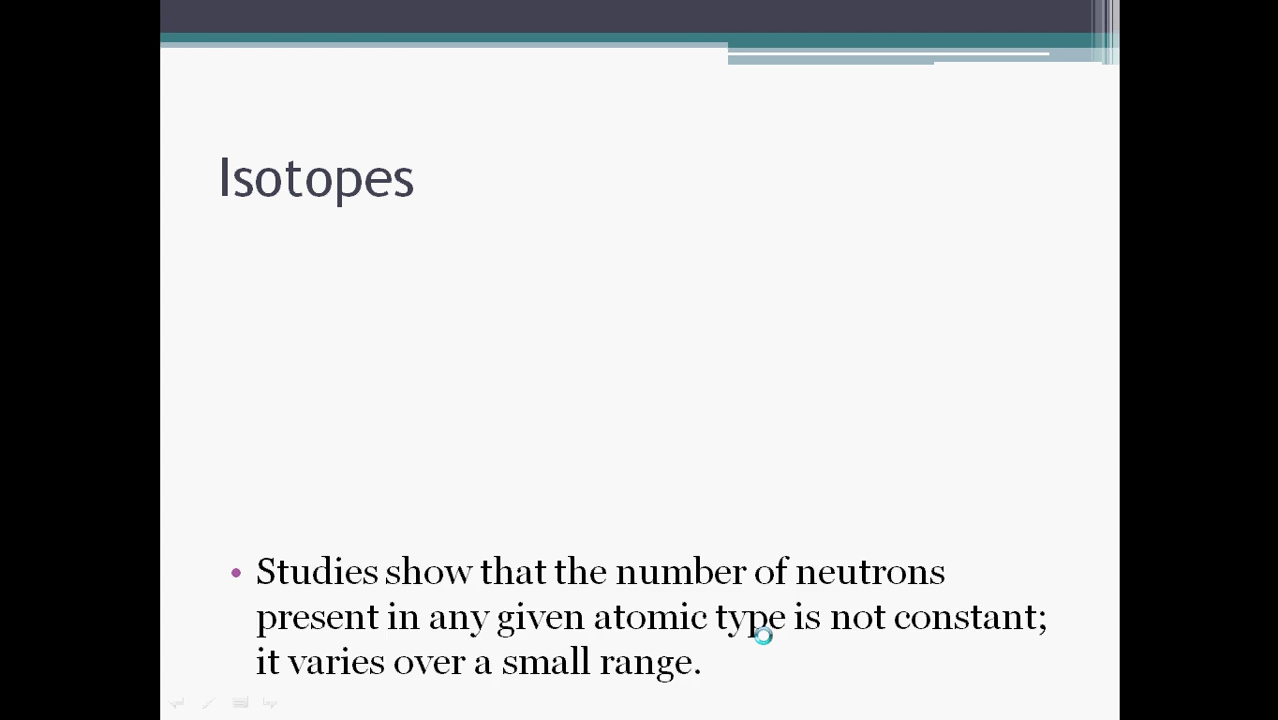 Isotopes
• Studies show that the number of neutrons
present in any given atomic type is not constant;
it varies over a small range.